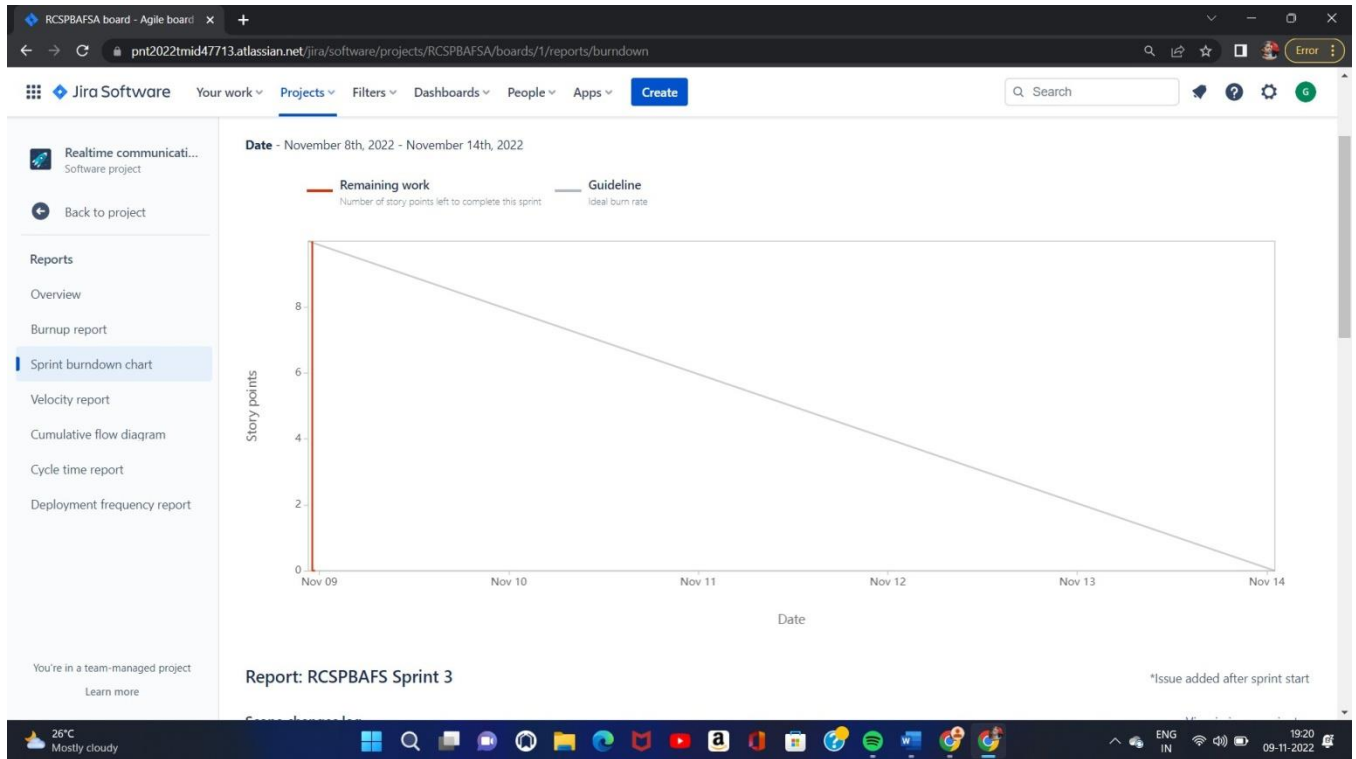 RCSPBAFSA board - Agile board
pnt2022tmid47713.atlassian.net/jira/software/projects/RCSPBAFSA/boards/1/reports/burndown
Error
Jira Software Your work Projects Filters Dashboards People Apps Create Search G
Realtime communicati...
Software project
Back to project
Reports
Overview
Burnup report
Sprint burndown chart
Velocity report
Cumulative flow diagram
Cycle time report
Deployment frequency report
You're in a team-managed project
Learn more
Date - November 8th, 2022 - November 14th, 2022
Remaining work
Number of story points left to complete this sprint
Guideline
Ideal burn rate
Story points
8
6
4
2
0
Nov 09 Nov 10 Nov 11 Nov 12 Nov 13 Nov 14
Date
Report: RCSPBAFS Sprint 3
*Issue added after sprint start
26°C
Mostly cloudy
ENG
IN
19:20
09-11-2022